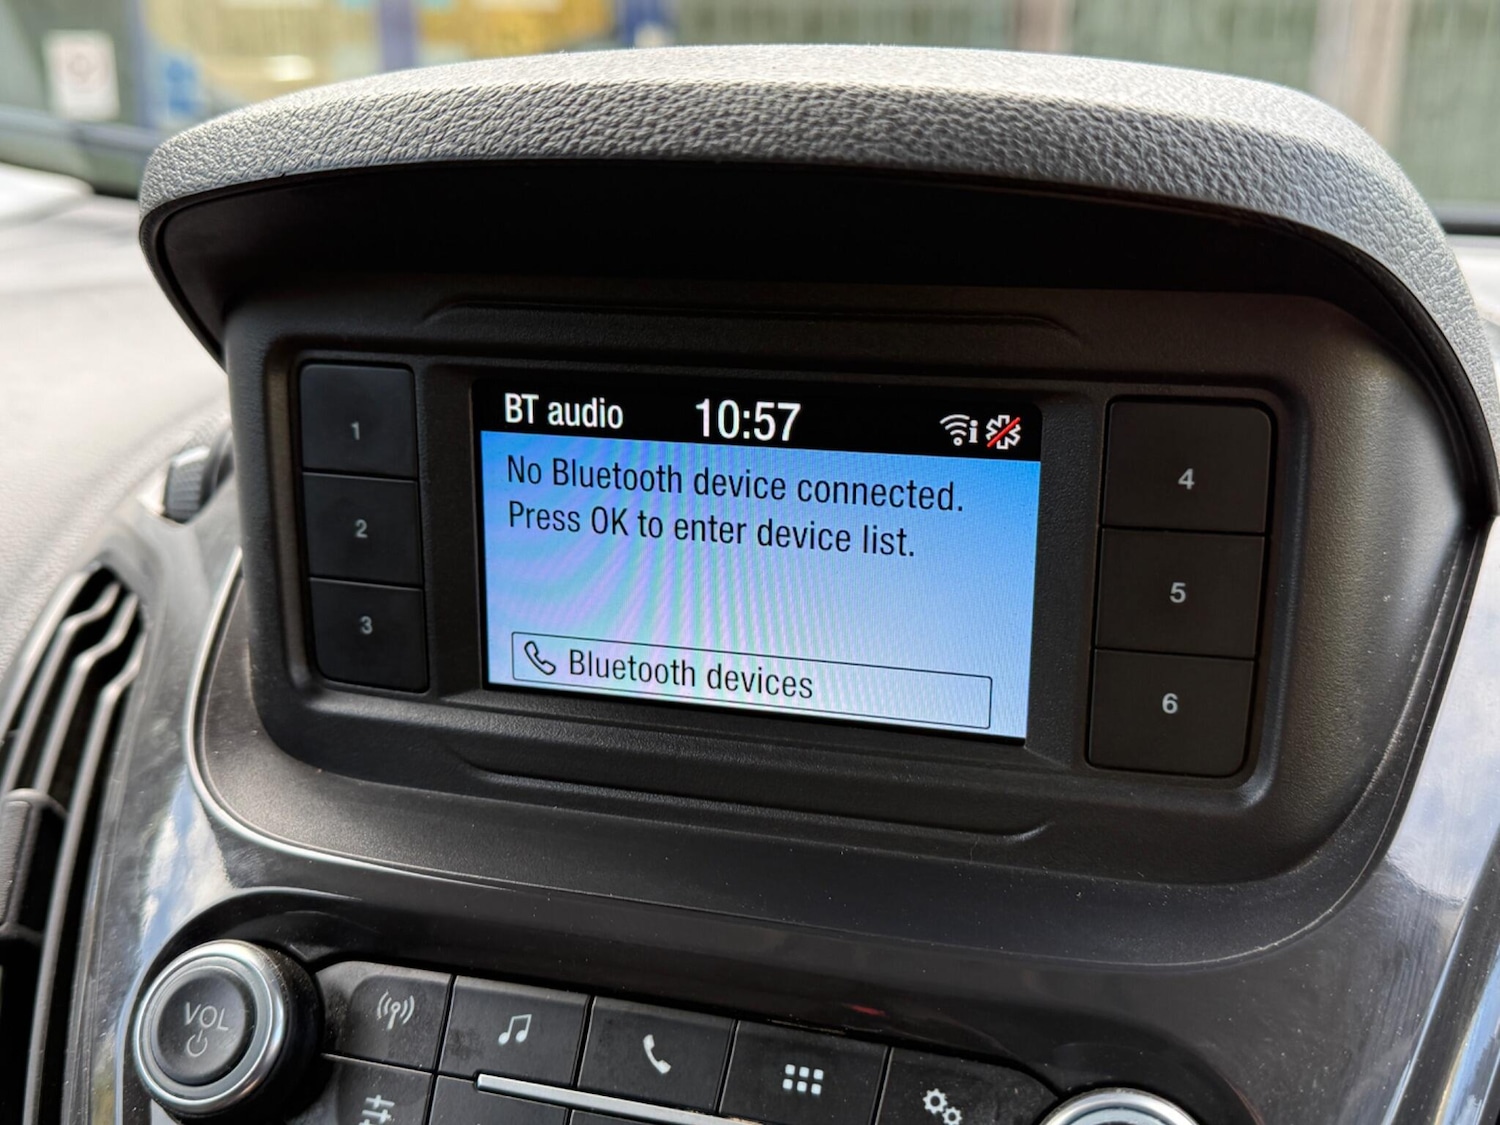 BT audio 10:57 i
No Bluetooth device connected.
Press OK to enter device list.
Bluetooth devices
1
2
3
4
5
6
VOL